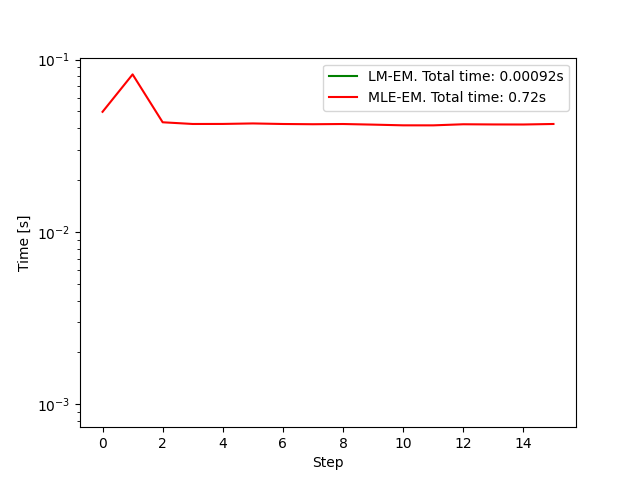 10⁻¹
10⁻²
10⁻³
Time [s]
LM-EM. Total time: 0.00092s
MLE-EM. Total time: 0.72s
0 2 4 6 8 10 12 14
Step